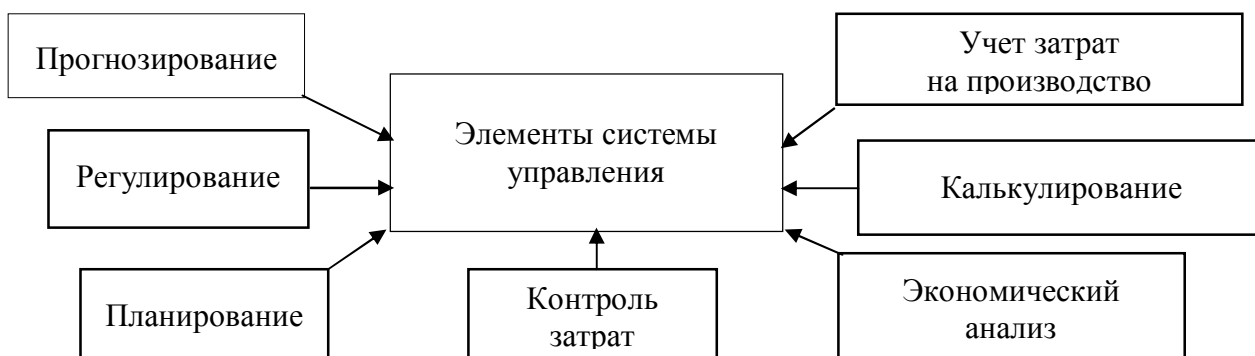 Прогнозирование
Учет затрат
на производство
Элементы системы
управления
Регулирование
Калькулирование
Планирование
Контроль
затрат
Экономический
анализ